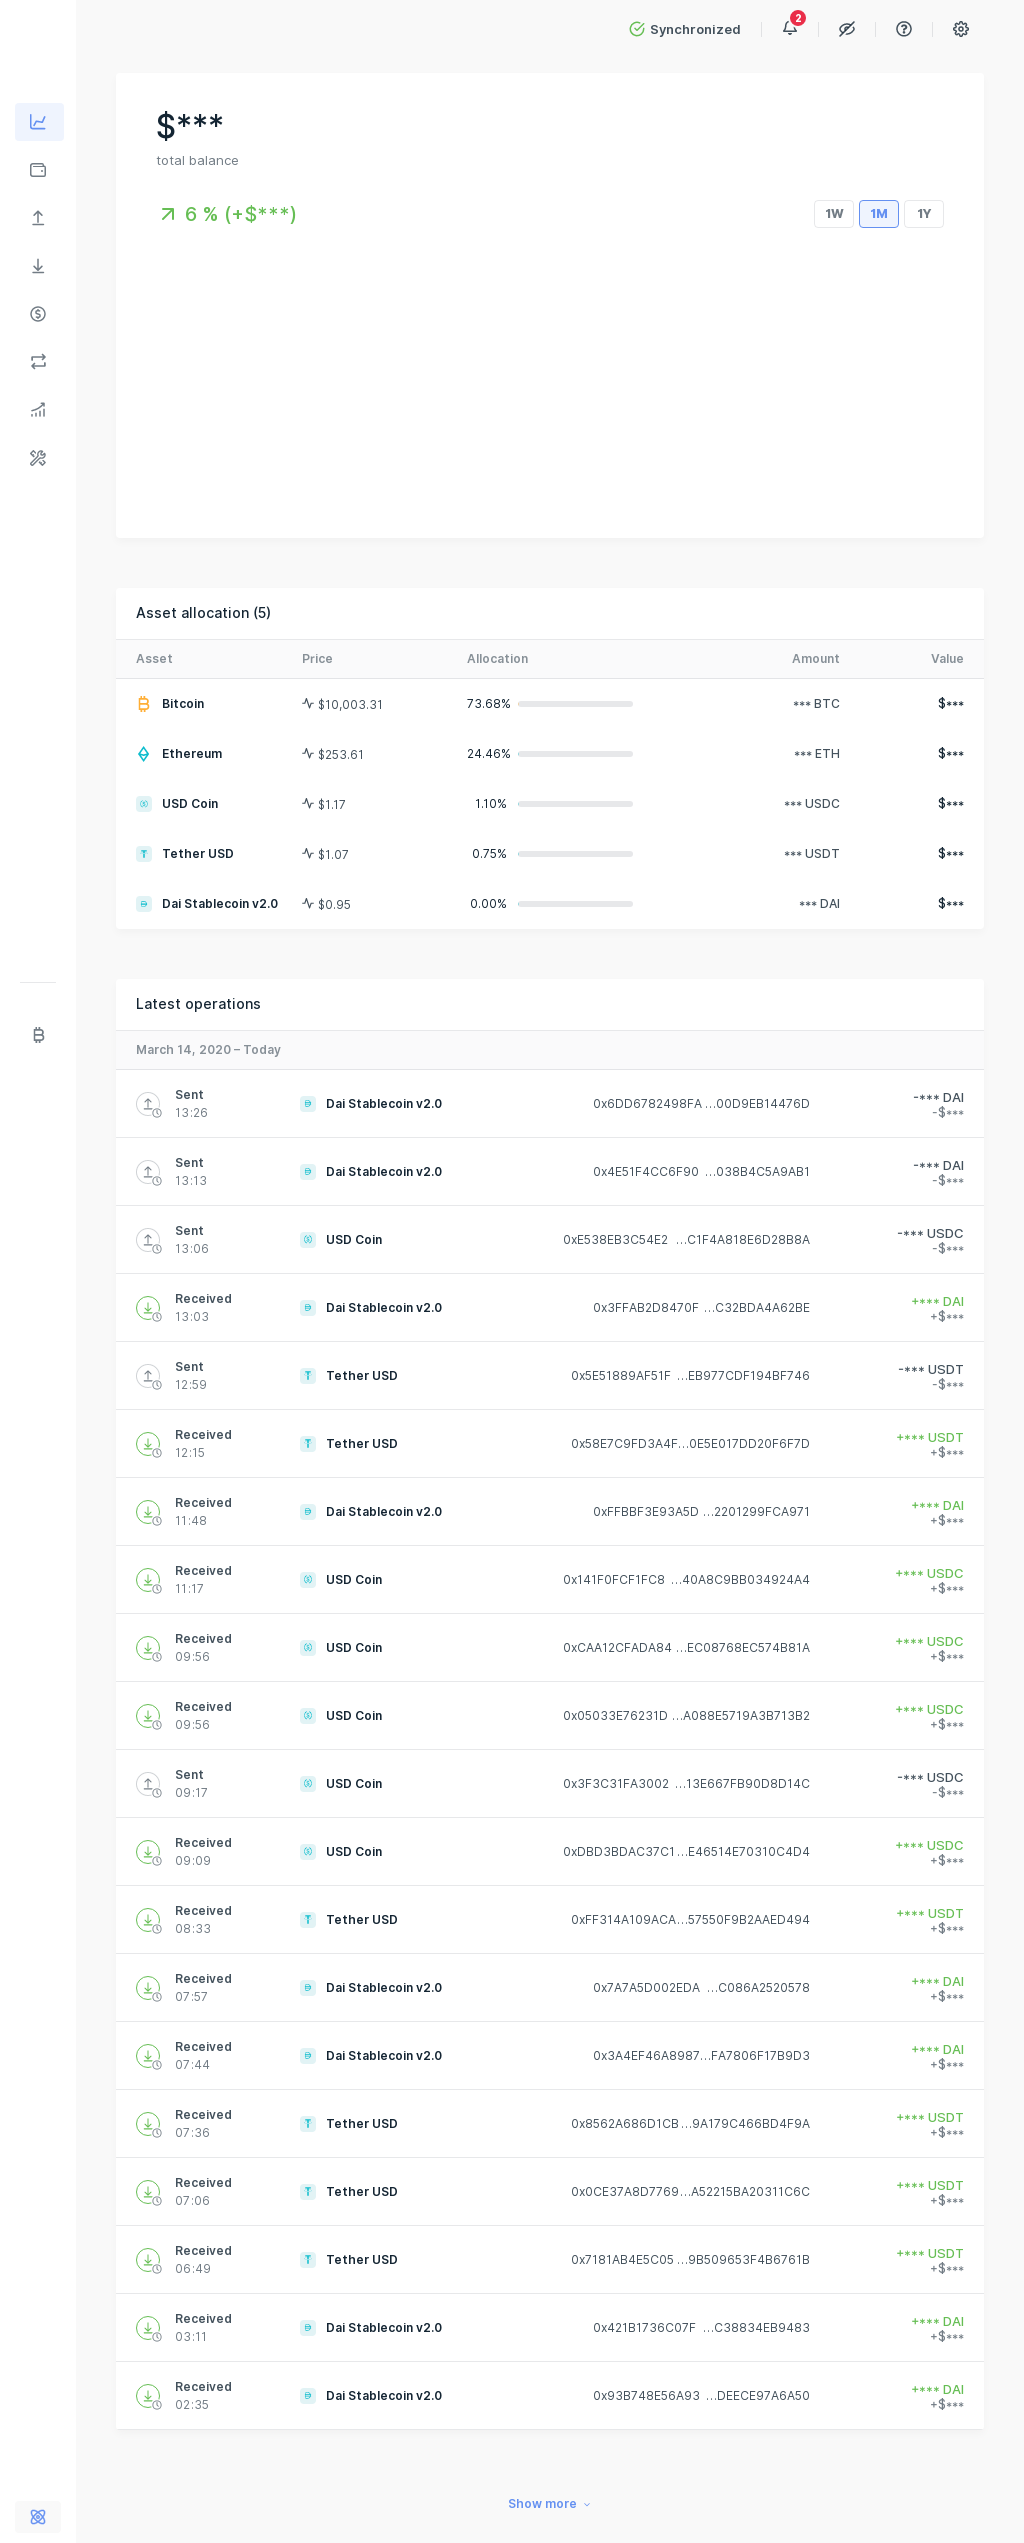 Synchronized 2
$***
total balance
6 % (+$***) 1W 1M 1Y
Asset allocation (5)
Asset Price Allocation Amount Value
Bitcoin $10,003.31 73.68% *** BTC $***
Ethereum $253.61 24.46% *** ETH $***
USD Coin $1.17 1.10% *** USDC $***
Tether USD $1.07 0.75% *** USDT $***
Dai Stablecoin v2.0 $0.95 0.00% *** DAI $***
Latest operations
March 14, 2020 – Today
Sent Dai Stablecoin v2.0 0x6DD6782498FA …00D9EB14476D -*** DAI
13:26 -$***
Sent Dai Stablecoin v2.0 0x4E51F4CC6F90 …038B4C5A9AB1 -*** DAI
13:13 -$***
Sent USD Coin 0xE538EB3C54E2 …C1F4A818E6D28B8A -*** USDC
13:06 -$***
Received Dai Stablecoin v2.0 0x3FFAB2D8470F …C32BDA4A62BE +*** DAI
13:03 +$***
Sent Tether USD 0x5E51889AF51F …EB977CDF194BF746 -*** USDT
12:59 -$***
Received Tether USD 0x58E7C9FD3A4F…0E5E017DD20F6F7D +*** USDT
12:15 +$***
Received Dai Stablecoin v2.0 0xFFBBF3E93A5D …2201299FCA971 +*** DAI
11:48 +$***
Received USD Coin 0x141F0FCF1FC8 …40A8C9BB034924A4 +*** USDC
11:17 +$***
Received USD Coin 0xCAA12CFADA84 …EC08768EC574B81A +*** USDC
09:56 +$***
Received USD Coin 0x05033E76231D …A088E5719A3B713B2 +*** USDC
09:56 +$***
Sent USD Coin 0x3F3C31FA3002 …13E667FB90D8D14C -*** USDC
09:17 -$***
Received USD Coin 0xDBD3BDAC37C1…E46514E70310C4D4 +*** USDC
09:09 +$***
Received Tether USD 0xFF314A109ACA…57550F9B2AAED494 +*** USDT
08:33 +$***
Received Dai Stablecoin v2.0 0x7A7A5D002EDA …C086A2520578 +*** DAI
07:57 +$***
Received Dai Stablecoin v2.0 0x3A4EF46A8987…FA7806F17B9D3 +*** DAI
07:44 +$***
Received Tether USD 0x8562A686D1CB…9A179C466BD4F9A +*** USDT
07:36 +$***
Received Tether USD 0x0CE37A8D7769…A52215BA20311C6C +*** USDT
07:06 +$***
Received Tether USD 0x7181AB4E5C05 …9B509653F4B6761B +*** USDT
06:49 +$***
Received Dai Stablecoin v2.0 0x421B1736C07F …C38834EB9483 +*** DAI
03:11 +$***
Received Dai Stablecoin v2.0 0x93B748E56A93 …DEECE97A6A50 +*** DAI
02:35 +$***
Show more